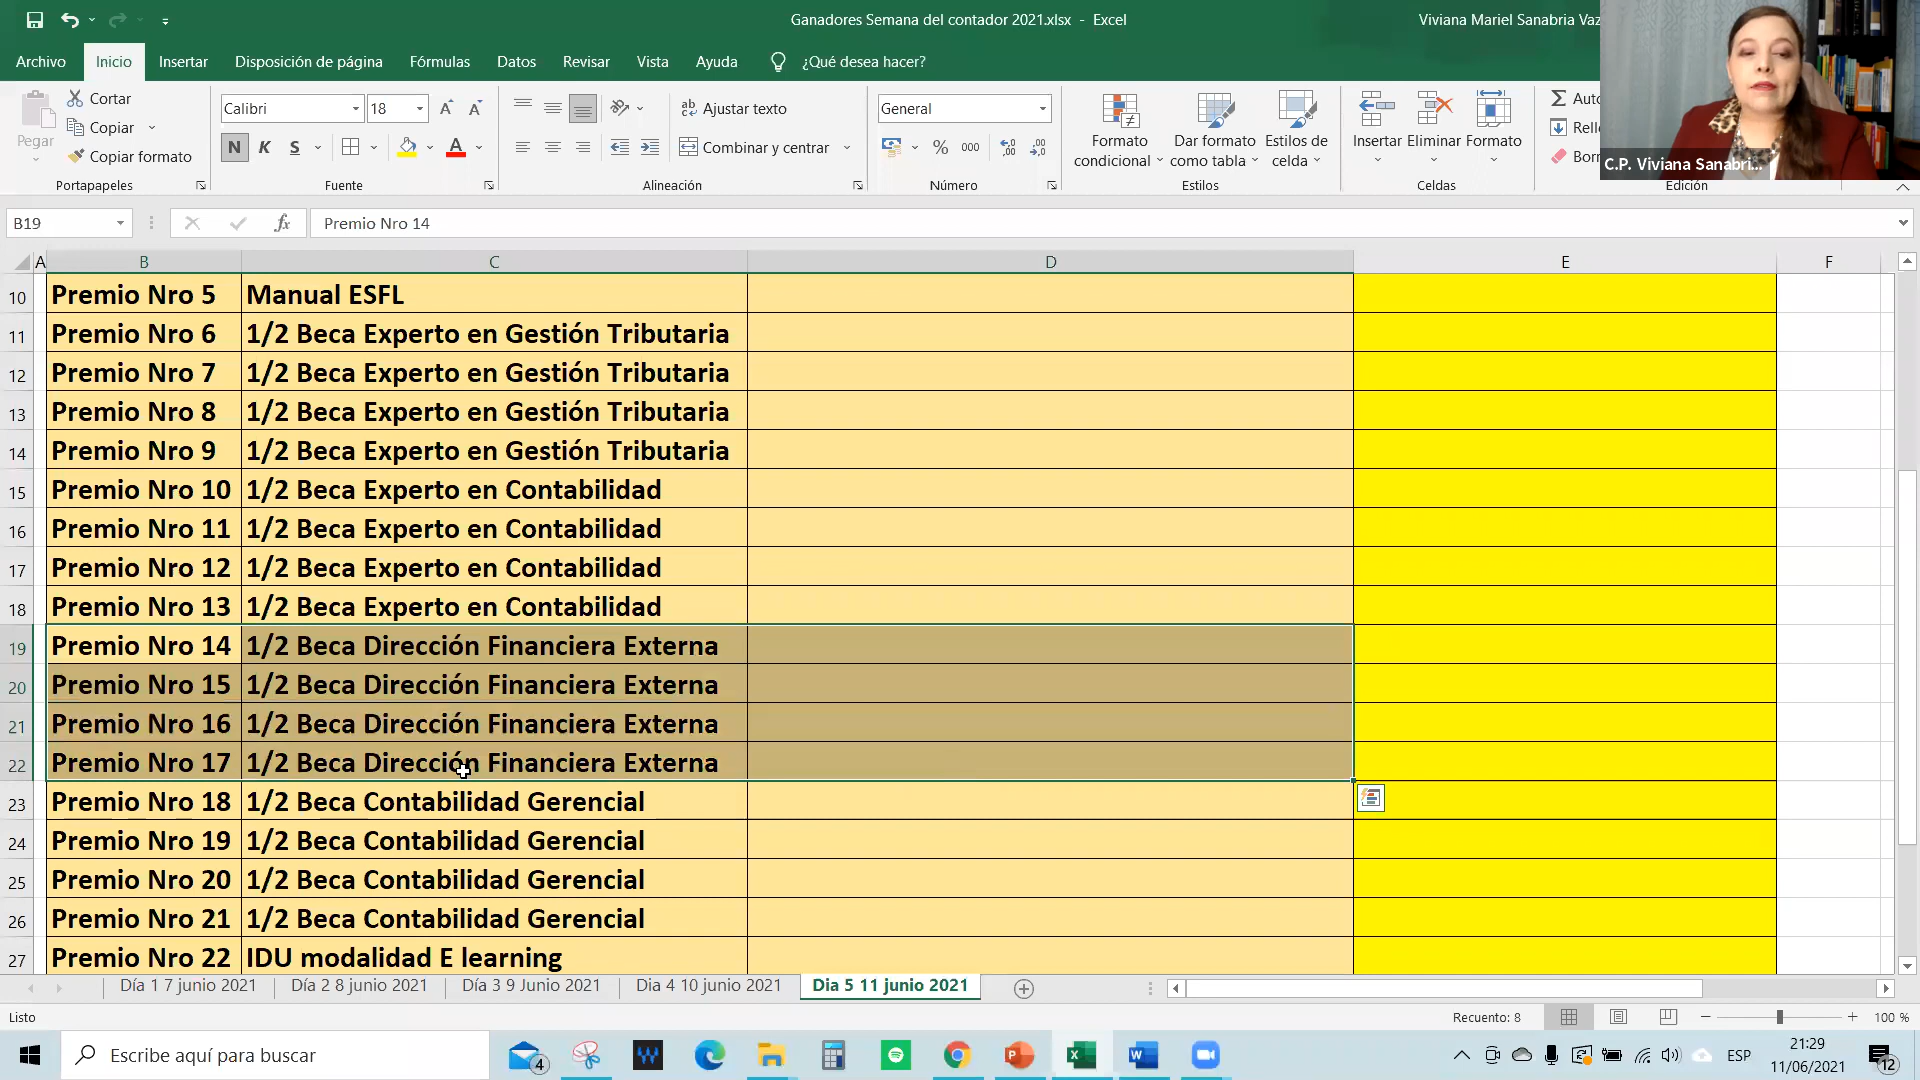 Ganadores Semana del contador 2021.xlsx - Excel
Viviana Mariel Sanabria Vaz
Archivo Inicio Insertar Disposición de página Fórmulas Datos Revisar Vista Ayuda ¿Qué desea hacer?
Pegar
Cortar
Copiar
Copiar formato
Portapapeles
Calibri 18
N K S A
Fuente
Ajustar texto
Combinar y centrar
Alineación
General
% 000
Número
Formato condicional
Dar formato como tabla
Estilos de celda
Estilos
Insertar Eliminar Formato
Celdas
Auto
Relle
Borr
Edición
C.P. Viviana Sanabri...
B19 fx Premio Nro 14
A B C D E F
10 Premio Nro 5 Manual ESFL
11 Premio Nro 6 1/2 Beca Experto en Gestión Tributaria
12 Premio Nro 7 1/2 Beca Experto en Gestión Tributaria
13 Premio Nro 8 1/2 Beca Experto en Gestión Tributaria
14 Premio Nro 9 1/2 Beca Experto en Gestión Tributaria
15 Premio Nro 10 1/2 Beca Experto en Contabilidad
16 Premio Nro 11 1/2 Beca Experto en Contabilidad
17 Premio Nro 12 1/2 Beca Experto en Contabilidad
18 Premio Nro 13 1/2 Beca Experto en Contabilidad
19 Premio Nro 14 1/2 Beca Dirección Financiera Externa
20 Premio Nro 15 1/2 Beca Dirección Financiera Externa
21 Premio Nro 16 1/2 Beca Dirección Financiera Externa
22 Premio Nro 17 1/2 Beca Dirección Financiera Externa
23 Premio Nro 18 1/2 Beca Contabilidad Gerencial
24 Premio Nro 19 1/2 Beca Contabilidad Gerencial
25 Premio Nro 20 1/2 Beca Contabilidad Gerencial
26 Premio Nro 21 1/2 Beca Contabilidad Gerencial
27 Premio Nro 22 IDU modalidad E learning
Día 1 7 junio 2021 Día 2 8 junio 2021 Día 3 9 Junio 2021 Dia 4 10 junio 2021 Dia 5 11 junio 2021
Listo Recuento: 8 100 %
Escribe aquí para buscar 4 ESP 21:29
11/06/2021 12